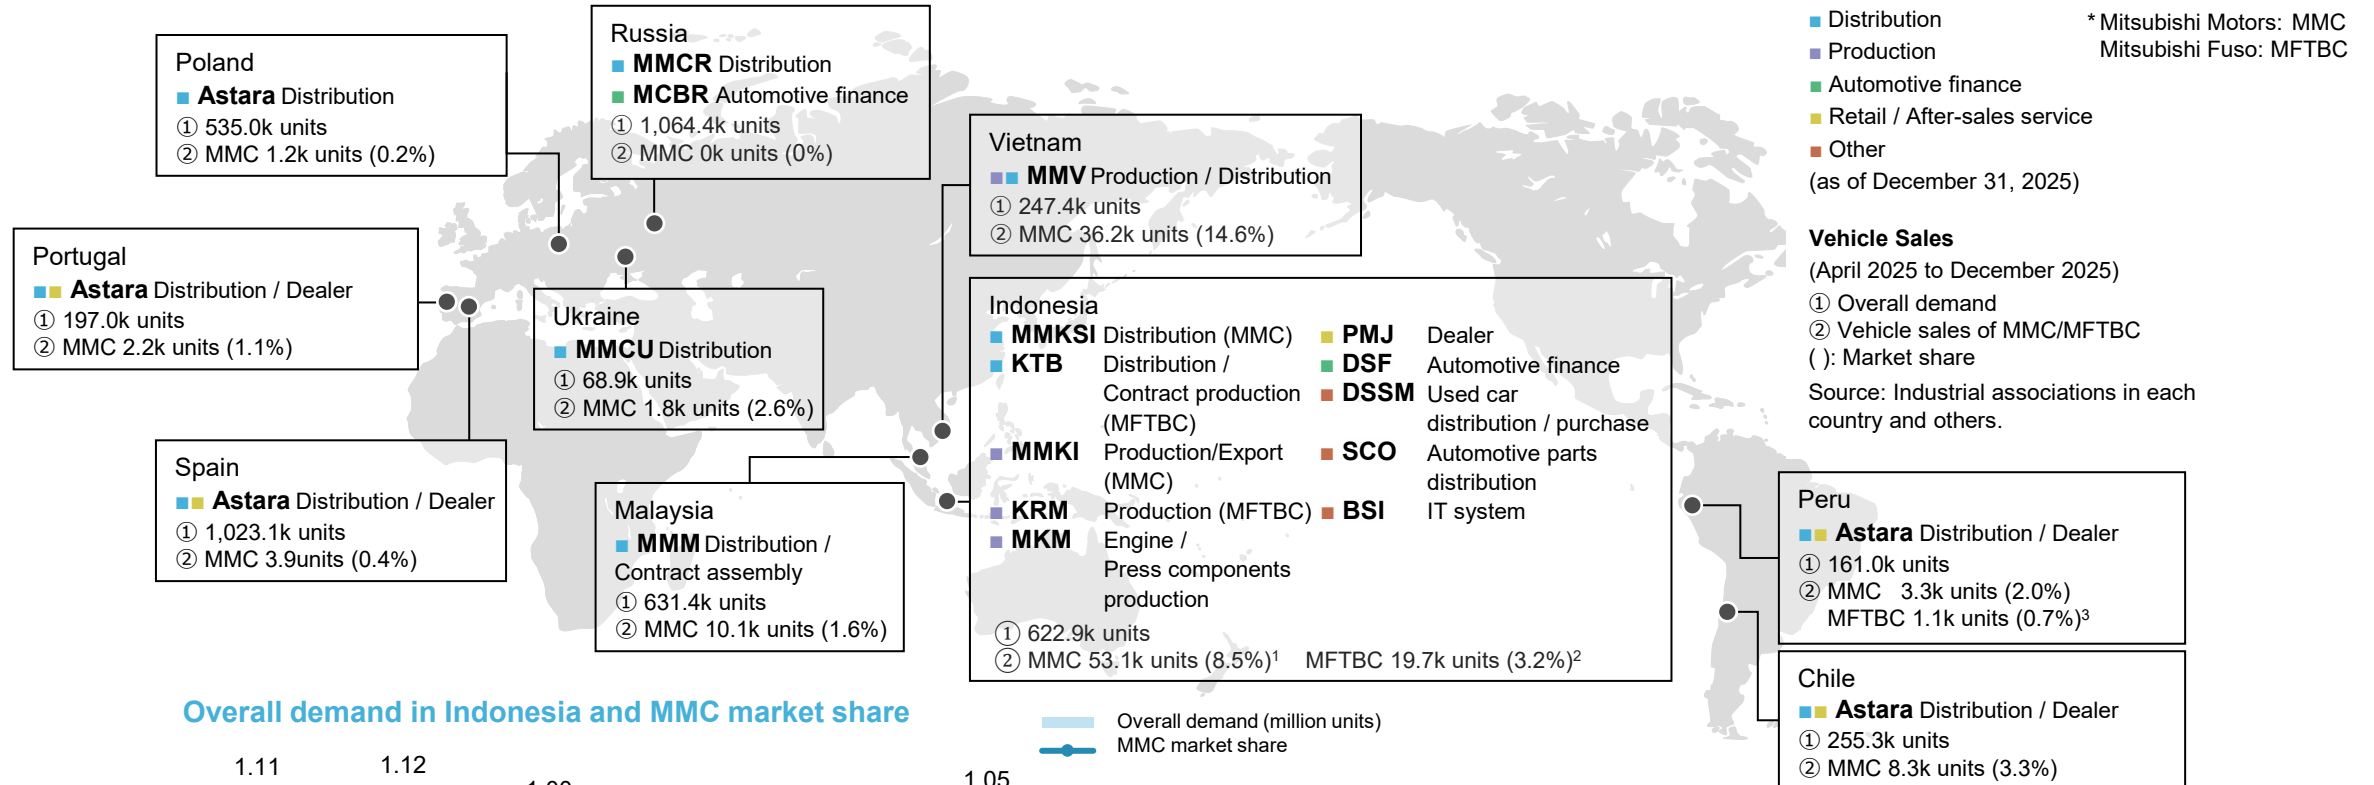 Poland
■ Astara Distribution
① 535.0k units
② MMC 1.2k units (0.2%)
Russia
■ MMCR Distribution
■ MCBR Automotive finance
① 1,064.4k units
② MMC 0k units (0%)
Vietnam
■■ MMV Production / Distribution
① 247.4k units
② MMC 36.2k units (14.6%)
■ Distribution
■ Production
■ Automotive finance
■ Retail / After-sales service
■ Other
(as of December 31, 2025)
* Mitsubishi Motors: MMC
Mitsubishi Fuso: MFTBC
Vehicle Sales
(April 2025 to December 2025)
① Overall demand
② Vehicle sales of MMC/MFTBC
( ): Market share
Source: Industrial associations in each
country and others.
Portugal
■■ Astara Distribution / Dealer
① 197.0k units
② MMC 2.2k units (1.1%)
Ukraine
■ MMCU Distribution
① 68.9k units
② MMC 1.8k units (2.6%)
Indonesia
■ MMKSI Distribution (MMC)
■ KTB Distribution /
Contract production
(MFTBC)
■ MMKI Production/Export
(MMC)
■ KRM Production (MFTBC)
■ MKM Engine /
Press components
production
■ PMJ Dealer
■ DSF Automotive finance
■ DSSM Used car
distribution / purchase
■ SCO Automotive parts
distribution
■ BSI IT system
① 622.9k units
② MMC 53.1k units (8.5%)¹ MFTBC 19.7k units (3.2%)²
Spain
■■ Astara Distribution / Dealer
① 1,023.1k units
② MMC 3.9units (0.4%)
Malaysia
■ MMM Distribution /
Contract assembly
① 631.4k units
② MMC 10.1k units (1.6%)
Peru
■■ Astara Distribution / Dealer
① 161.0k units
② MMC 3.3k units (2.0%)
MFTBC 1.1k units (0.7%)³
Chile
■■ Astara Distribution / Dealer
① 255.3k units
② MMC 8.3k units (3.3%)
Overall demand in Indonesia and MMC market share
Overall demand (million units)
MMC market share
1.11
1.12
1.05